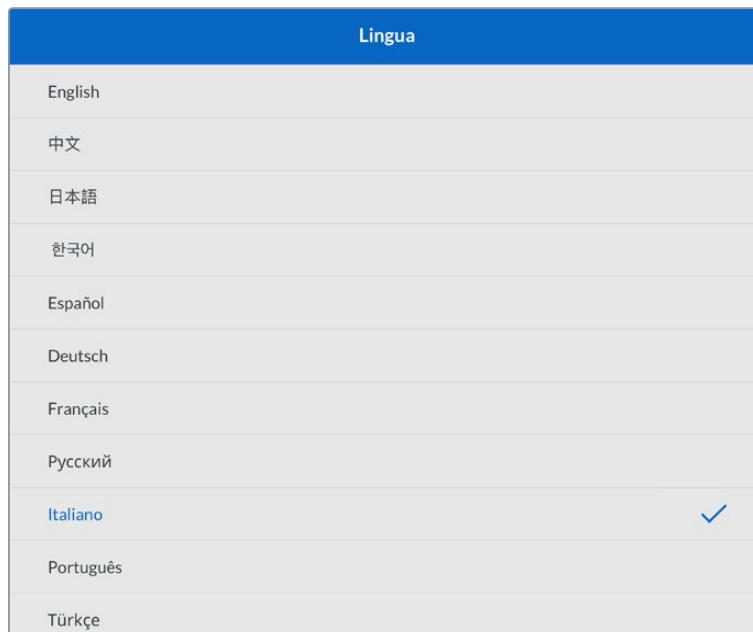 Lingua
English
中文
日本語
한국어
Español
Deutsch
Français
Русский
Italiano
Português
Türkçe